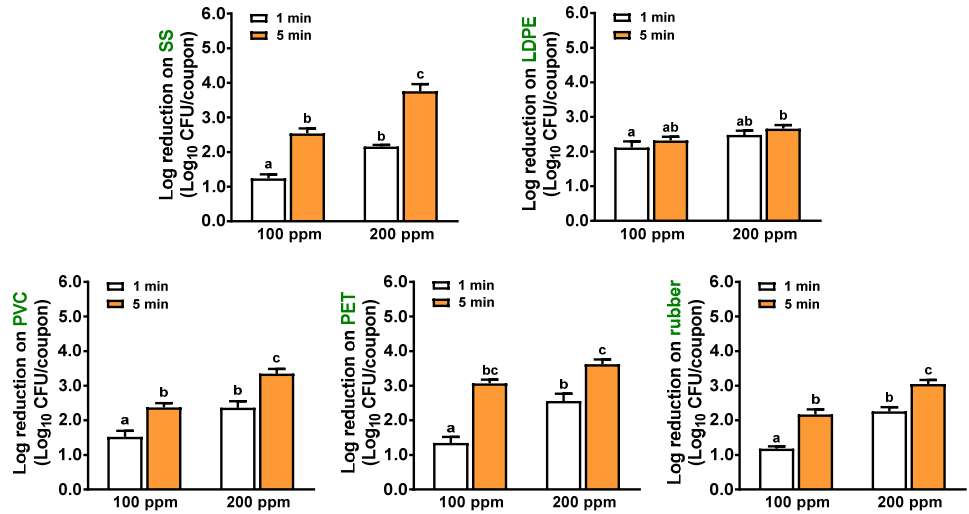 Log reduction on SS
(Log10 CFU/coupon)
6.0
5.0
4.0
3.0
2.0
1.0
0.0
1 min
5 min
a
b
b
c
100 ppm
200 ppm
Log reduction on LDPE
(Log10 CFU/coupon)
6.0
5.0
4.0
3.0
2.0
1.0
0.0
1 min
5 min
a
ab
ab
b
100 ppm
200 ppm
Log reduction on PVC
(Log10 CFU/coupon)
6.0
5.0
4.0
3.0
2.0
1.0
0.0
1 min
5 min
a
b
b
c
100 ppm
200 ppm
Log reduction on PET
(Log10 CFU/coupon)
6.0
5.0
4.0
3.0
2.0
1.0
0.0
1 min
5 min
a
bc
b
c
100 ppm
200 ppm
Log reduction on rubber
(Log10 CFU/coupon)
6.0
5.0
4.0
3.0
2.0
1.0
0.0
1 min
5 min
a
b
b
c
100 ppm
200 ppm